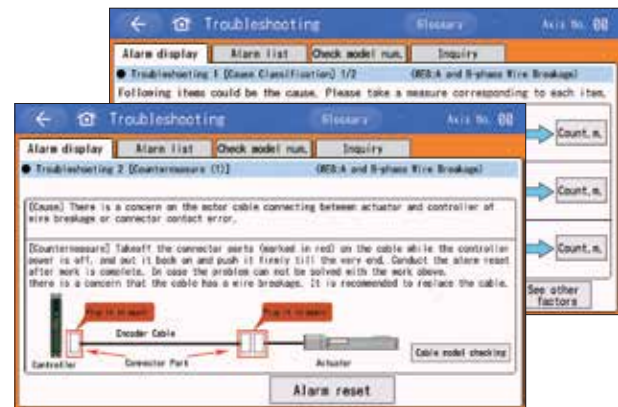 Troubleshooting
Glossary
Axis No. 00
Alarm display
Alarm list
Check model num.
Inquiry
● Troubleshooting 1 [Cause Classification] 1/2
(0E8:A and B-phase Wire Breakage)
Following items could be the cause. Please take a measure corresponding to each item.
Count. m.
Count. m.
Count. m.
See other
factors
Troubleshooting
Glossary
Axis No. 00
Alarm display
Alarm list
Check model num.
Inquiry
● Troubleshooting 2 [Countermeasure (1)]
(0E8:A and B-phase Wire Breakage)
[Cause] There is a concern on the motor cable connecting between actuator and controller of
wire breakage or connector contact error.
[Countermeasure] Takeoff the connector parts (marked in red) on the cable while the controller
power is off, and put it back on and push it firmly till the very end. Conduct the alarm reset
after work is complete. In case the problem can not be solved with the work above,
there is a concern that the cable has a wire breakage. It is recommended to replace the cable.
Encoder Cable
Controller
Connector Part
Actuator
Cable model checking
Alarm reset